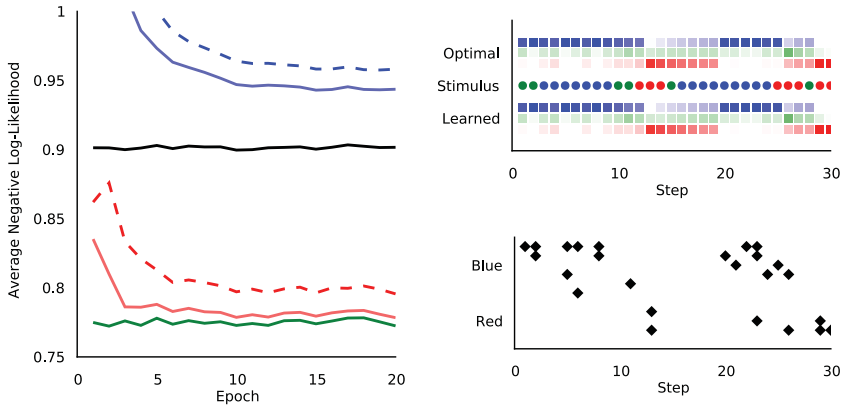 Average Negative Log-Likelihood
1
0.95
0.9
0.85
0.8
0.75
0
5
10
15
20
Epoch
Optimal
Stimulus
Learned
0
10
20
30
Step
Blue
Red
0
10
20
30
Step